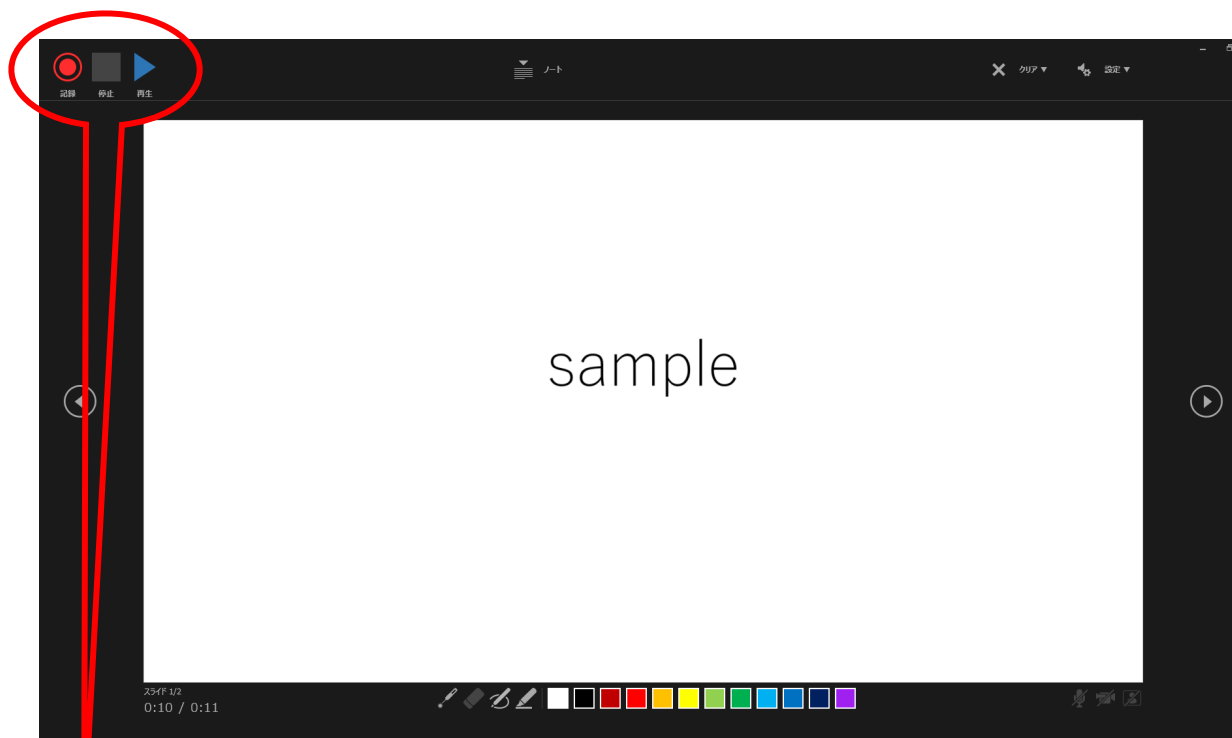 記録 停止 再生
ノート
クリア▼ 設定▼
sample
スライド 1/2
0:10 / 0:11